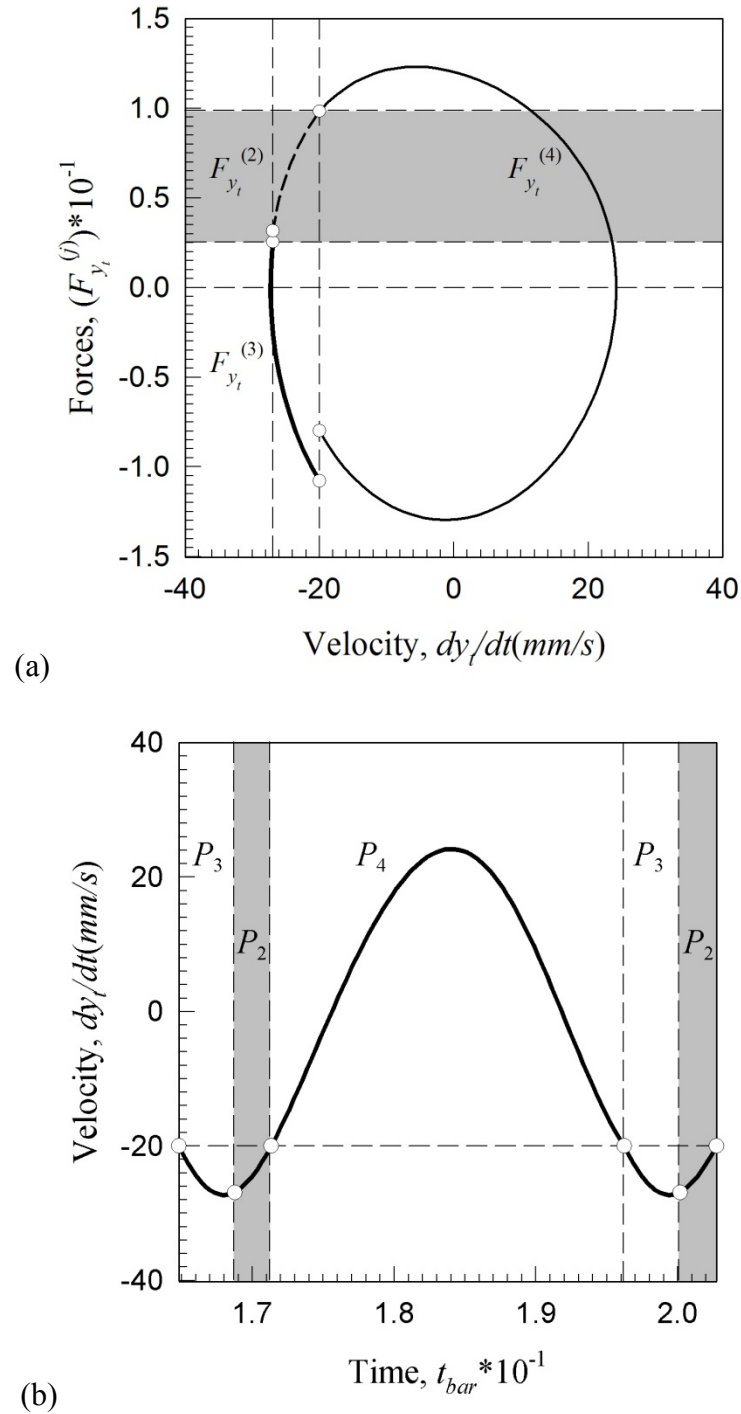 1.5
1.0
0.5
0.0
-0.5
-1.0
-1.5
Forces, (F_{y_t}^{(j)})*10^{-1}
F_{y_t}^{(2)}
F_{y_t}^{(4)}
F_{y_t}^{(3)}
-40 -20 0 20 40
Velocity, dy_t/dt(mm/s)
(a)
40
20
0
-20
-40
Velocity, dy_t/dt(mm/s)
P_3 P_4 P_3
P_2 P_2
1.7 1.8 1.9 2.0
Time, t_{bar}*10^{-1}
(b)